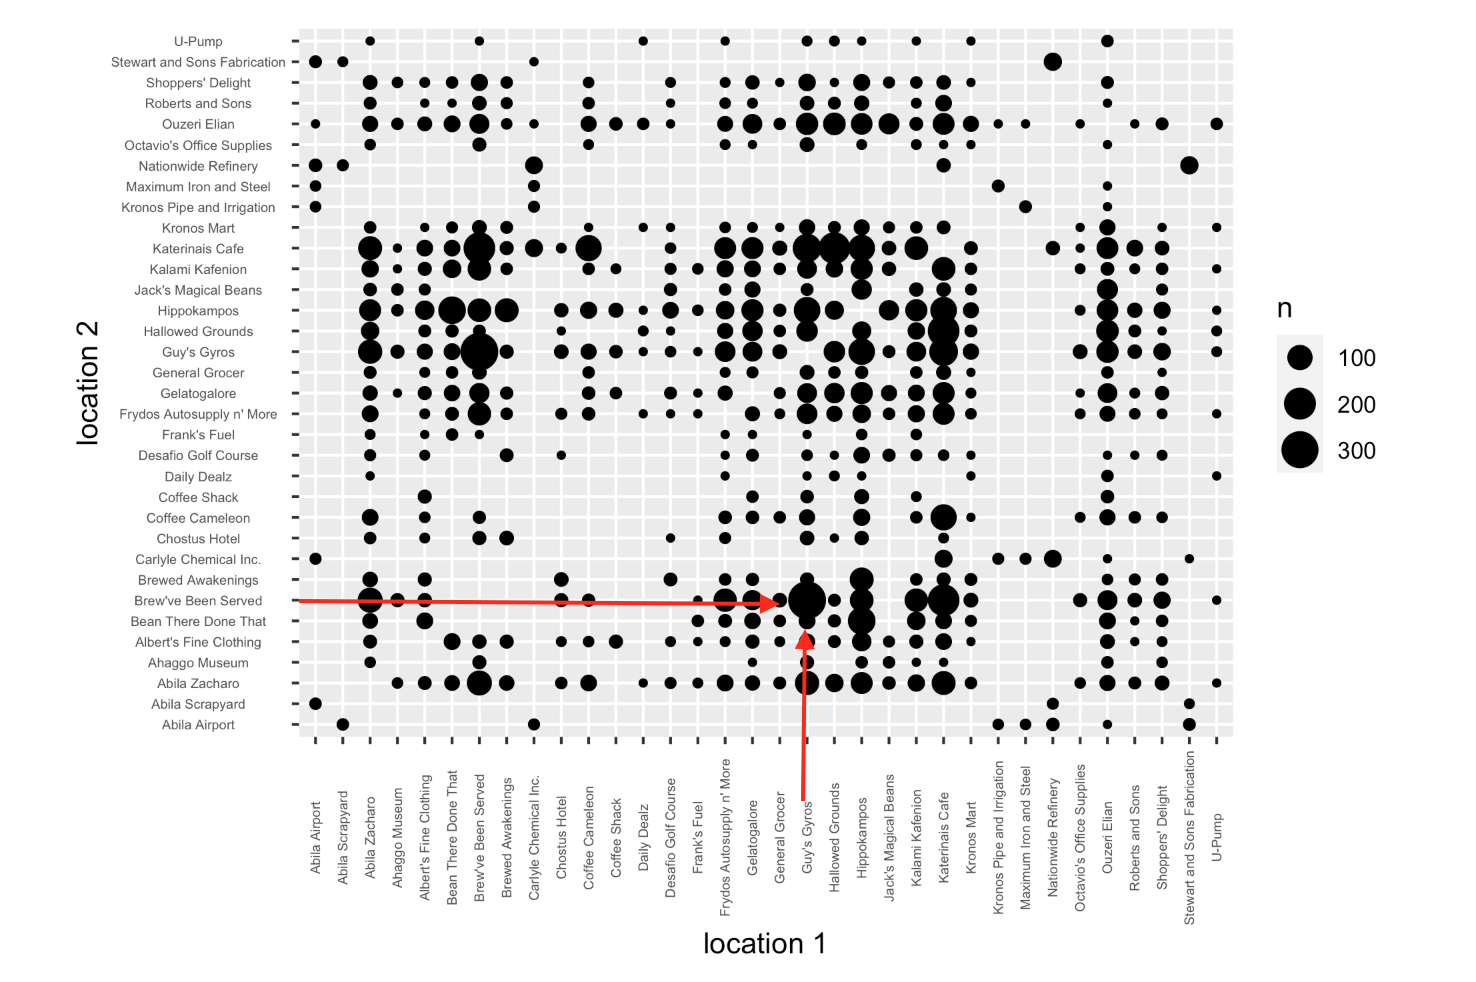 U-Pump
Stewart and Sons Fabrication
Shoppers' Delight
Roberts and Sons
Ouzeri Elian
Octavio's Office Supplies
Nationwide Refinery
Maximum Iron and Steel
Kronos Pipe and Irrigation
Kronos Mart
Katerinais Cafe
Kalami Kafenion
Jack's Magical Beans
Hippokampos
Hallowed Grounds
Guy's Gyros
General Grocer
Gelatogalore
Frydos Autosupply n' More
Frank's Fuel
Desafio Golf Course
Daily Dealz
Coffee Shack
Coffee Cameleon
Chostus Hotel
Carlyle Chemical Inc.
Brewed Awakenings
Brew've Been Served
Bean There Done That
Albert's Fine Clothing
Ahaggo Museum
Abila Zacharo
Abila Scrapyard
Abila Airport
location 2
Abila Airport
Abila Scrapyard
Abila Zacharo
Ahaggo Museum
Albert's Fine Clothing
Bean There Done That
Brew've Been Served
Brewed Awakenings
Carlyle Chemical Inc.
Chostus Hotel
Coffee Cameleon
Coffee Shack
Daily Dealz
Desafio Golf Course
Frank's Fuel
Frydos Autosupply n' More
Gelatogalore
General Grocer
Guy's Gyros
Hallowed Grounds
Hippokampos
Jack's Magical Beans
Kalami Kafenion
Katerinais Cafe
Kronos Mart
Kronos Pipe and Irrigation
Maximum Iron and Steel
Nationwide Refinery
Octavio's Office Supplies
Ouzeri Elian
Roberts and Sons
Shoppers' Delight
Stewart and Sons Fabrication
U-Pump
location 1
n
100
200
300